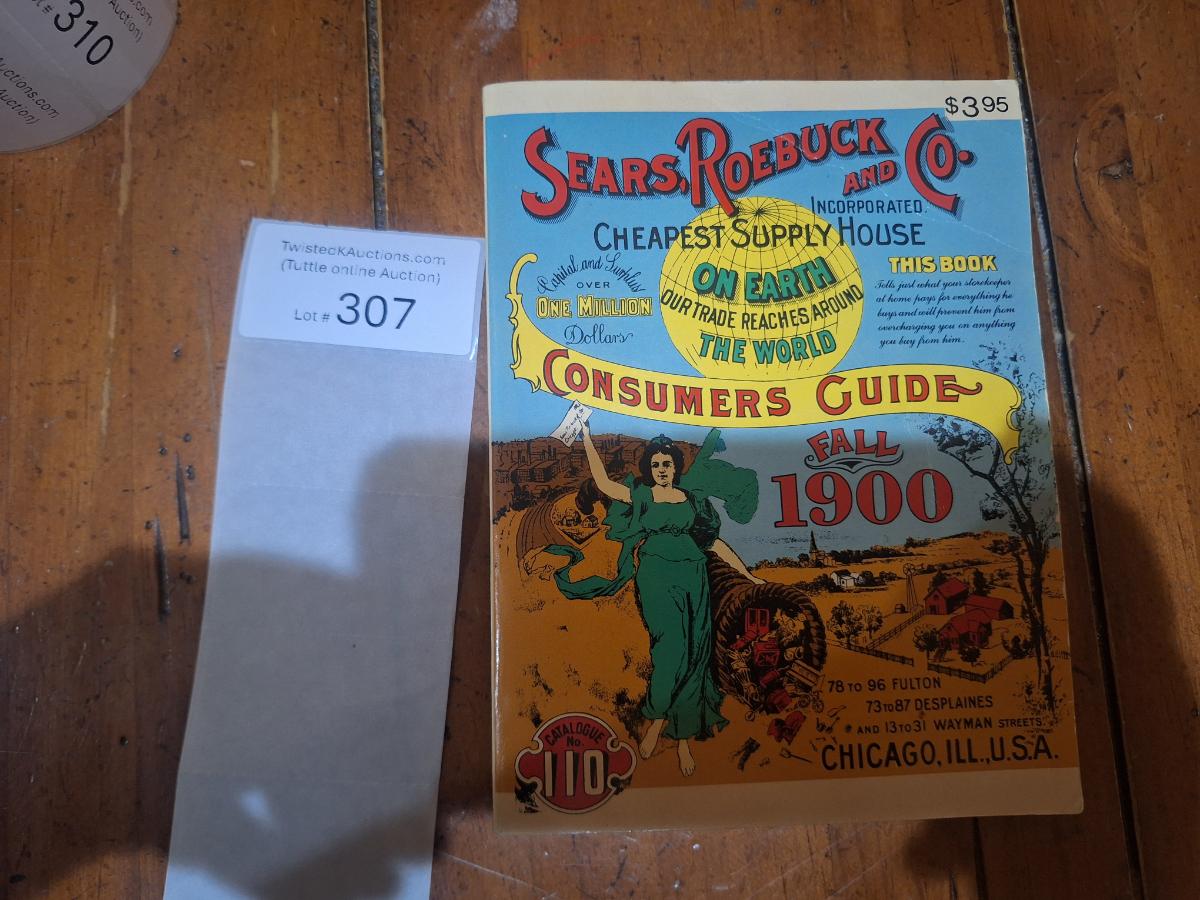 t # 310
Auction)
TwistedKAuctions.com
(Tuttle online Auction)
Lot # 307
$3.95
SEARS, ROEBUCK AND CO.
INCORPORATED.
CHEAPEST SUPPLY HOUSE
ON EARTH
OUR TRADE REACHES AROUND
THE WORLD
Capital and Surplus
OVER
ONE MILLION
Dollars
THIS BOOK
Tells just what your storekeeper
at home pays for everything he
buys and will prevent him from
overcharging you on anything
you buy from him.
CONSUMERS GUIDE
FALL
1900
78 TO 96 FULTON
73 TO 87 DESPLAINES
AND 13 TO 31 WAYMAN STREETS.
CHICAGO, ILL., U.S.A.
CATALOGUE
No.
110